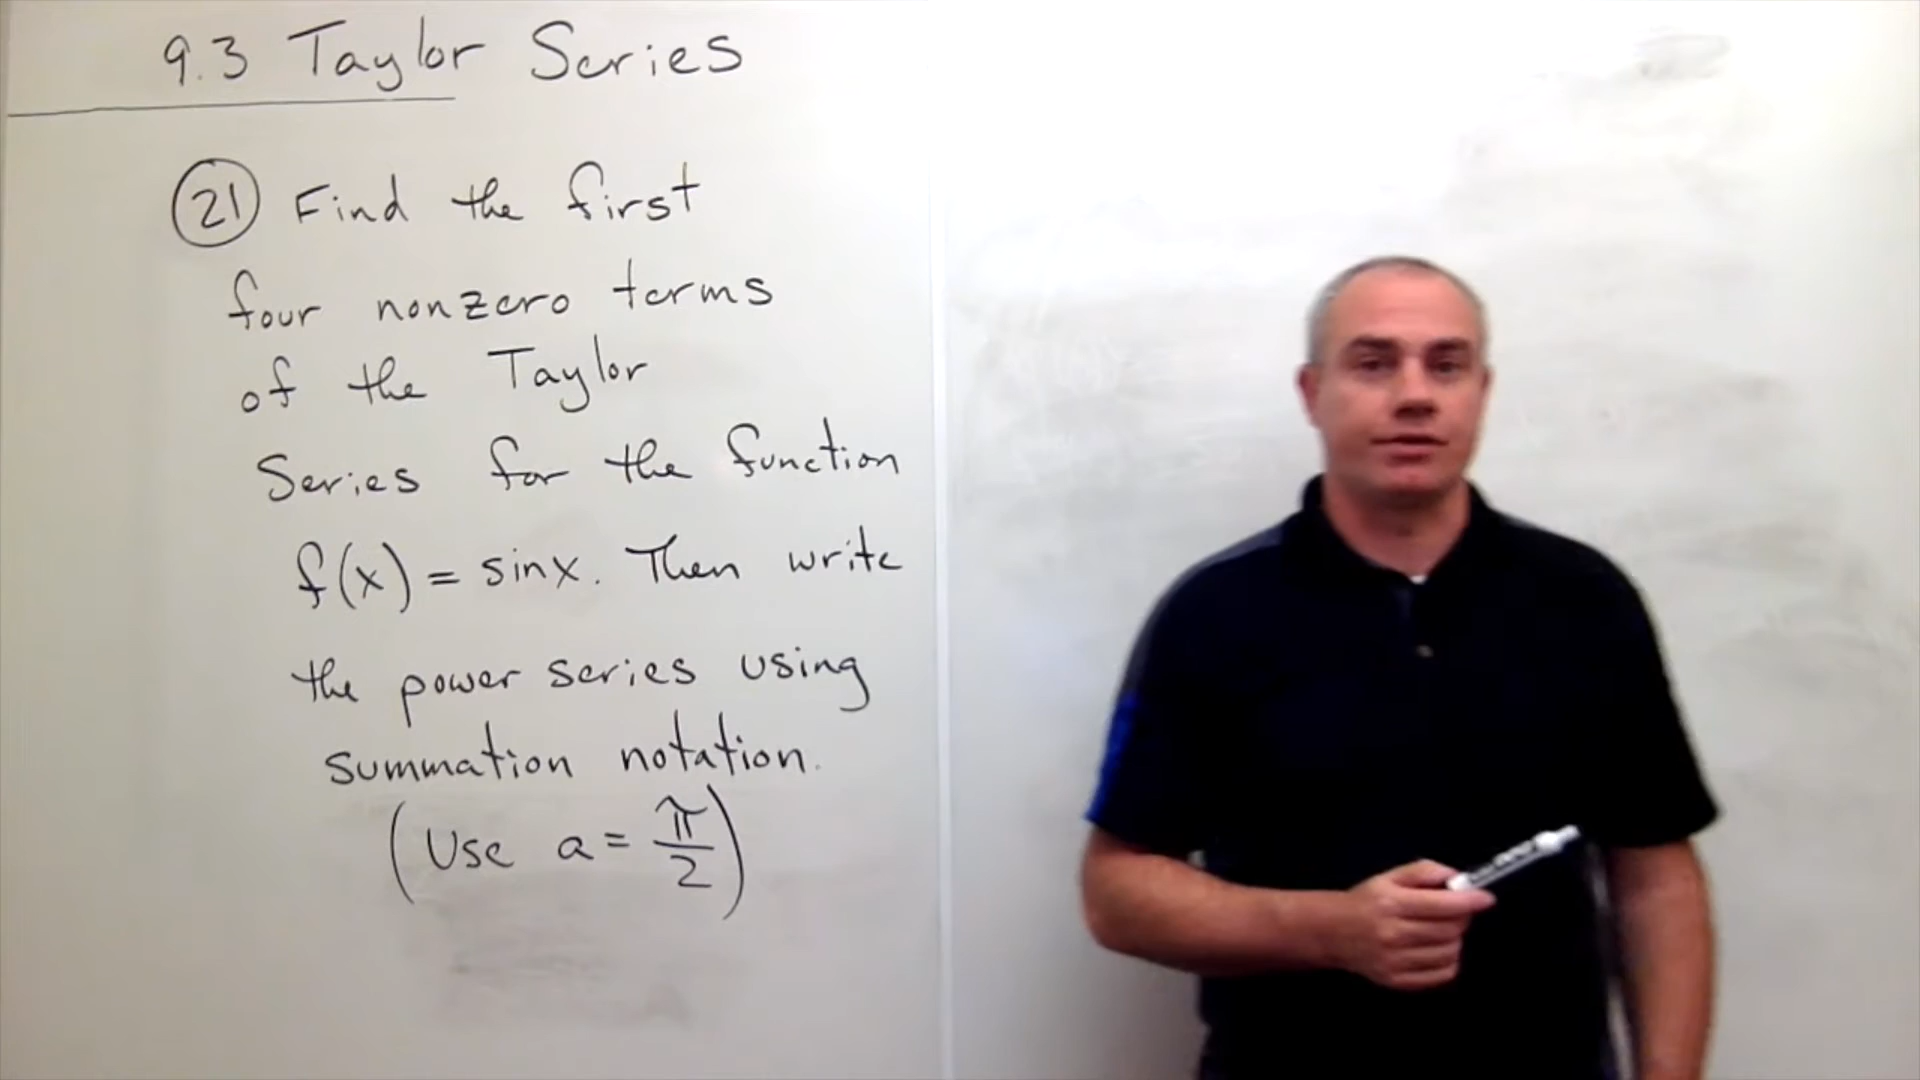 9.3 Taylor Series
21 Find the first
four nonzero terms
of the Taylor
Series for the function
f(x) = sinx. Then write
the power series using
summation notation.
(Use a = π/2)